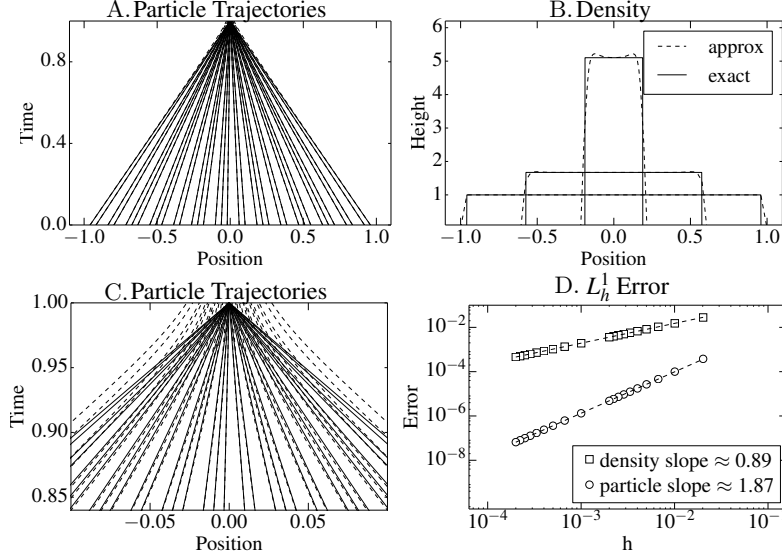 A. Particle Trajectories
Time
0.8
0.4
0.0
−1.0 −0.5 0.0 0.5 1.0
Position
B. Density
Height
6
5
4
3
2
1
approx
exact
−1.0 −0.5 0.0 0.5 1.0
Position
C. Particle Trajectories
Time
1.00
0.95
0.90
0.85
−0.05 0.00 0.05
Position
D. L_h^1 Error
Error
10^−2
10^−4
10^−6
10^−8
density slope ≈ 0.89
particle slope ≈ 1.87
10^−4 10^−3 10^−2 10^−1
h